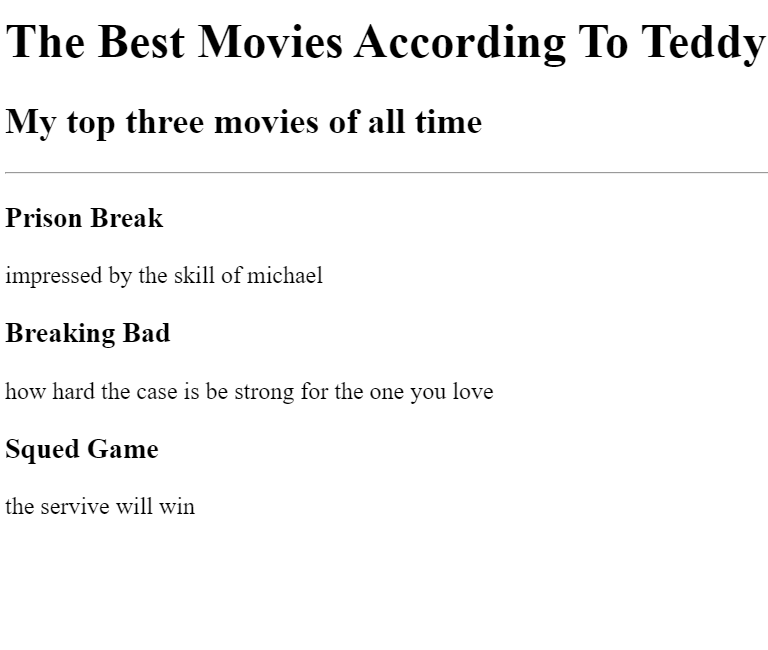 The Best Movies According To Teddy
My top three movies of all time
Prison Break
impressed by the skill of michael
Breaking Bad
how hard the case is be strong for the one you love
Squed Game
the servive will win